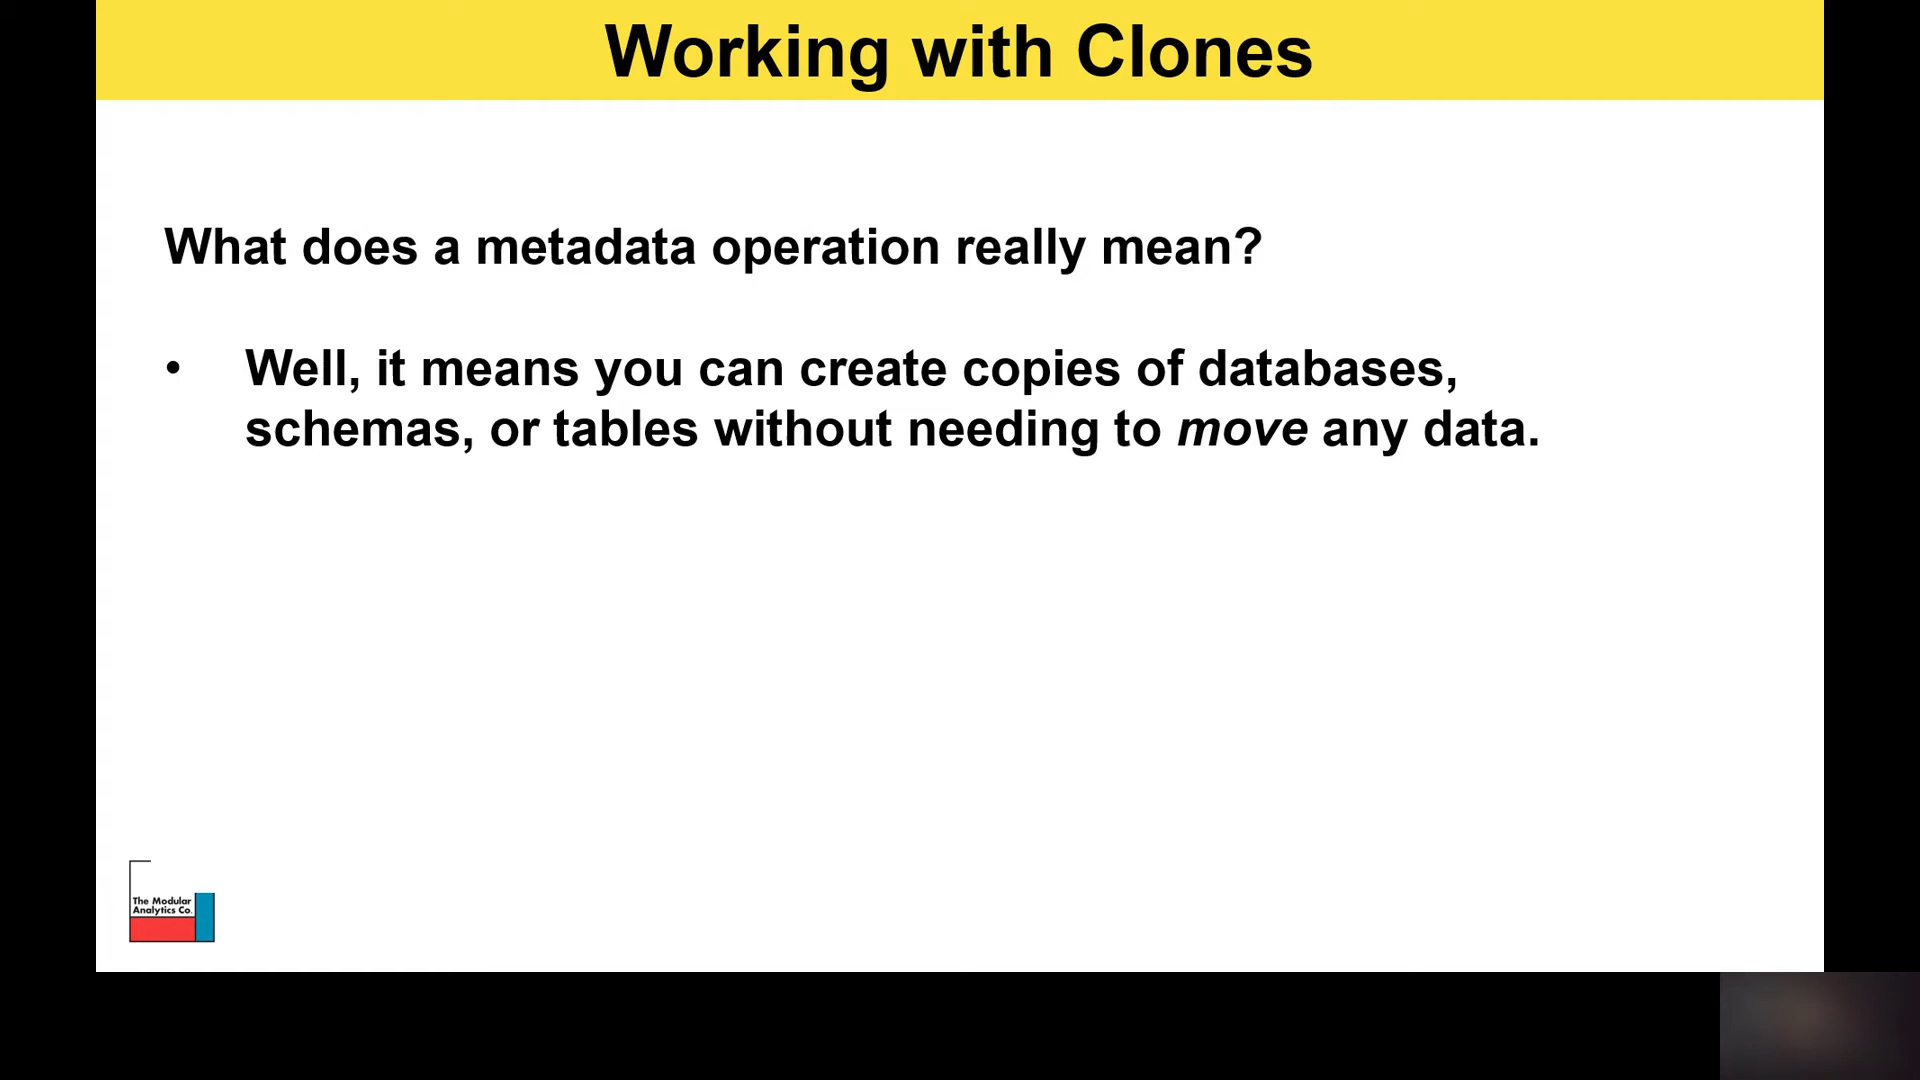 Working with Clones
What does a metadata operation really mean?
• Well, it means you can create copies of databases,
schemas, or tables without needing to move any data.
The Modular
Analytics Co.